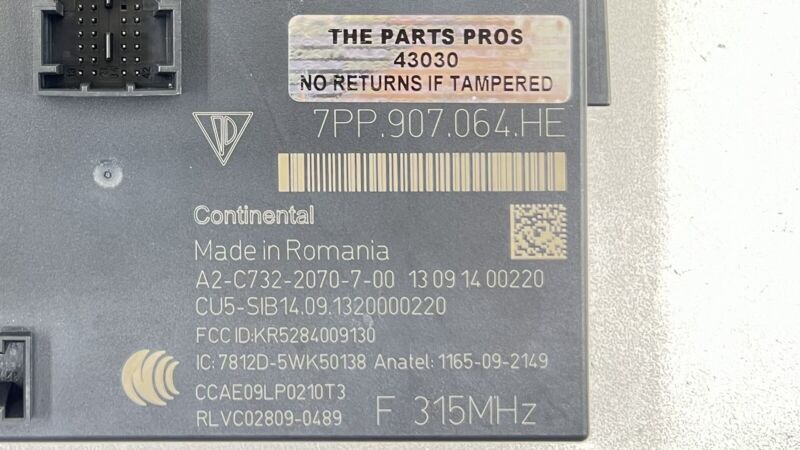 THE PARTS PROS
43030
NO RETURNS IF TAMPERED
7PP.907.064.HE
Continental
Made in Romania
A2-C732-2070-7-00 13 09 14 00220
CU5-SIB14.09.1320000220
FCC ID:KR5284009130
IC: 7812D-5WK50138 Anatel: 1165-09-2149
CCAE09LP0210T3
RLVC02809-0489 F 315MHz